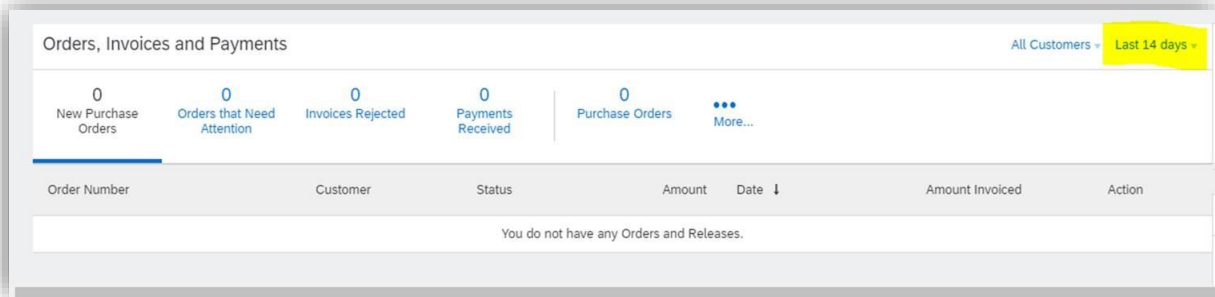 Orders, Invoices and Payments
All Customers
Last 14 days
0
New Purchase
Orders
0
Orders that Need
Attention
0
Invoices Rejected
0
Payments
Received
0
Purchase Orders
More...
Order Number Customer Status Amount Date ↓ Amount Invoiced Action
You do not have any Orders and Releases.